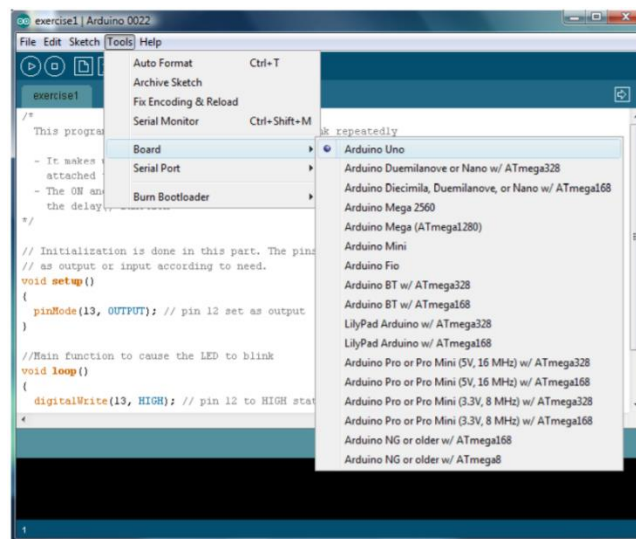 exercise1 | Arduino 0022
File Edit Sketch Tools Help
Auto Format Ctrl+T
Archive Sketch
Fix Encoding & Reload
Serial Monitor Ctrl+Shift+M
Board
Serial Port
Burn Bootloader
Arduino Uno
Arduino Duemilanove or Nano w/ ATmega328
Arduino Diecimila, Duemilanove, or Nano w/ ATmega168
Arduino Mega 2560
Arduino Mega (ATmega1280)
Arduino Mini
Arduino Fio
Arduino BT w/ ATmega328
Arduino BT w/ ATmega168
LilyPad Arduino w/ ATmega328
LilyPad Arduino w/ ATmega168
Arduino Pro or Pro Mini (5V, 16 MHz) w/ ATmega328
Arduino Pro or Pro Mini (5V, 16 MHz) w/ ATmega168
Arduino Pro or Pro Mini (3.3V, 8 MHz) w/ ATmega328
Arduino Pro or Pro Mini (3.3V, 8 MHz) w/ ATmega168
Arduino NG or older w/ ATmega168
Arduino NG or older w/ ATmega8
exercise1
/*
This repeatedly
- It makes
attached
- The ON
the
*/
// Initialization is done in this part. The pins
// as output or input according to need.
void setup()
{
pinMode(13, OUTPUT); // pin 12 set as output
}
//Main function to cause the LED to blink
void loop()
{
digitalWrite(13, HIGH); // pin 12 to HIGH
1